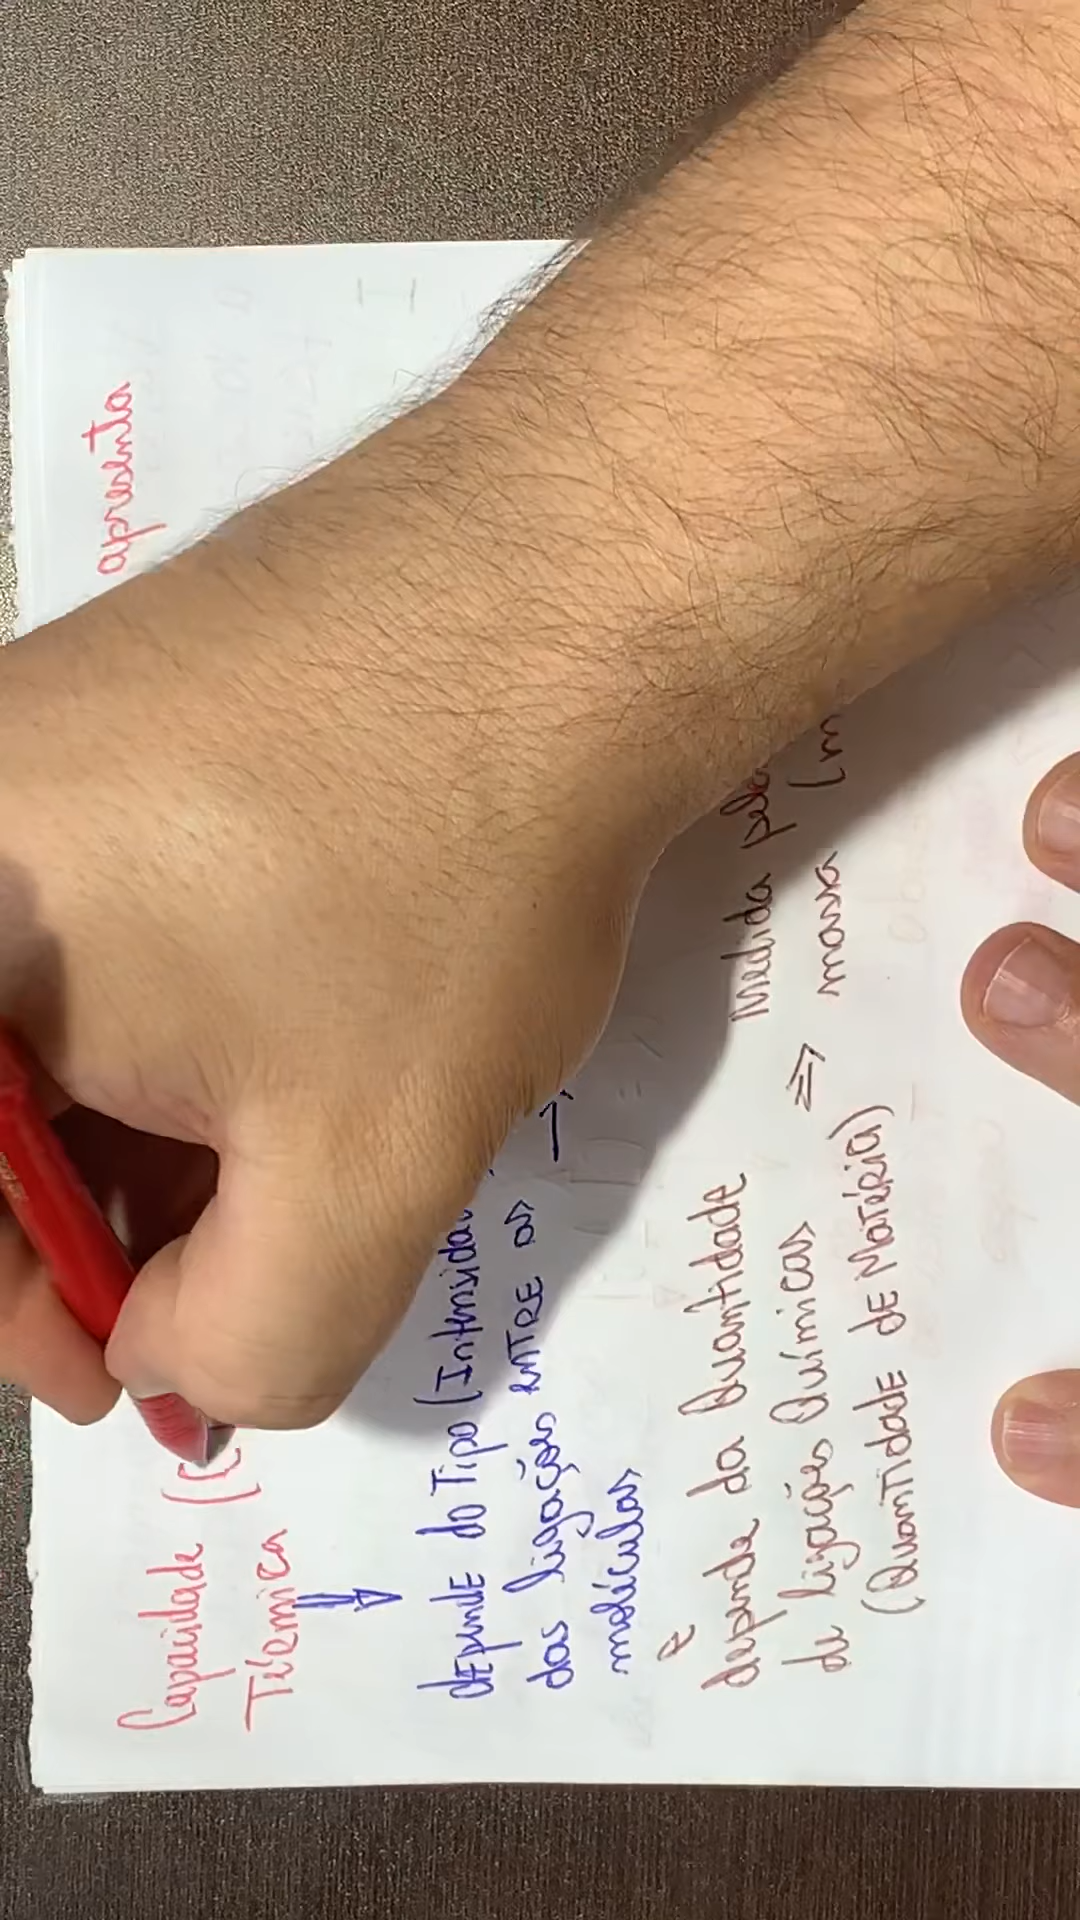 apresenta
Capacidade (C
Térmica
dEpende do Tipo (Intensidad
das ligações ENTRE as →
moléculas
e
depende da Quantidade Medida pela
de ligações Químicas ⇒ massa (m
(Quantidade dE Matéria)